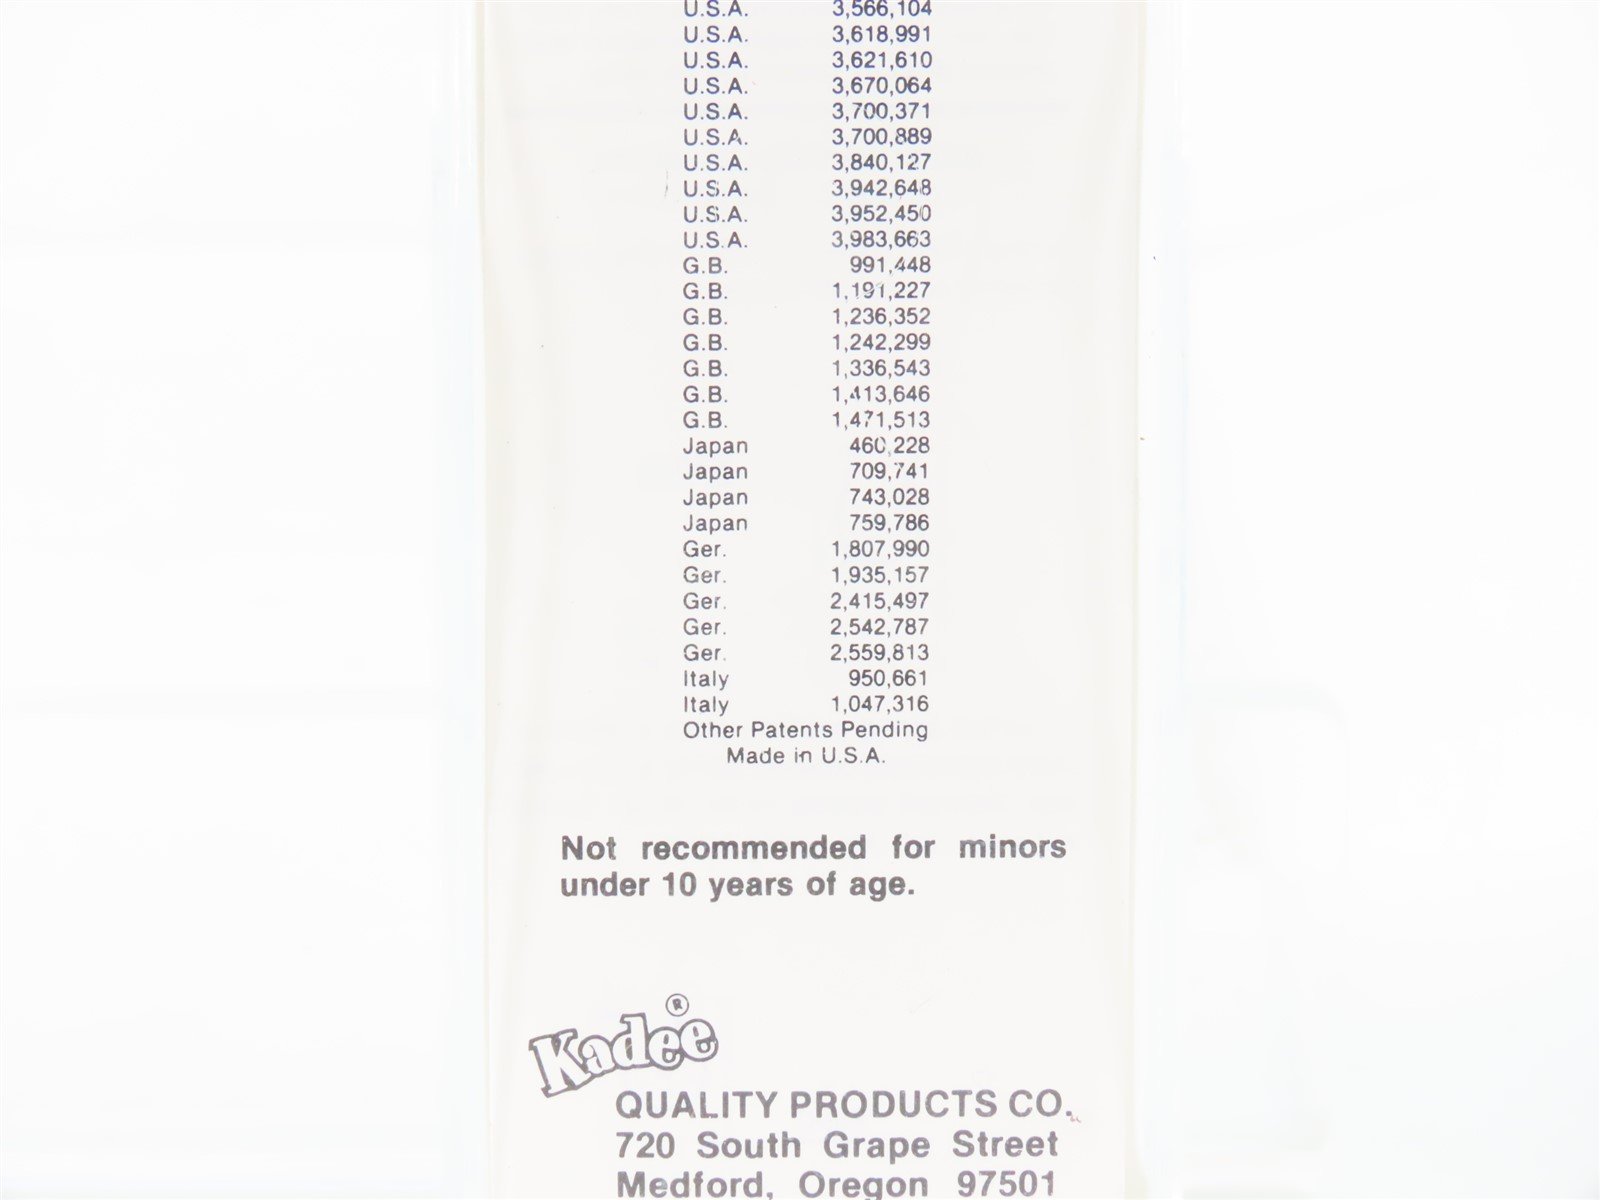 U.S.A. 3,566,104
U.S.A. 3,618,991
U.S.A. 3,621,610
U.S.A. 3,670,064
U.S.A. 3,700,371
U.S.A. 3,700,889
U.S.A. 3,840,127
U.S.A. 3,942,648
U.S.A. 3,952,450
U.S.A. 3,983,663
G.B. 991,448
G.B. 1,191,227
G.B. 1,236,352
G.B. 1,242,299
G.B. 1,336,543
G.B. 1,413,646
G.B. 1,471,513
Japan 460,228
Japan 709,741
Japan 743,028
Japan 759,786
Ger. 1,807,990
Ger. 1,935,157
Ger. 2,415,497
Ger. 2,542,787
Ger. 2,559,813
Italy 950,661
Italy 1,047,316
Other Patents Pending
Made in U.S.A.
Not recommended for minors
under 10 years of age.
Kadee®
QUALITY PRODUCTS CO.
720 South Grape Street
Medford, Oregon 97501